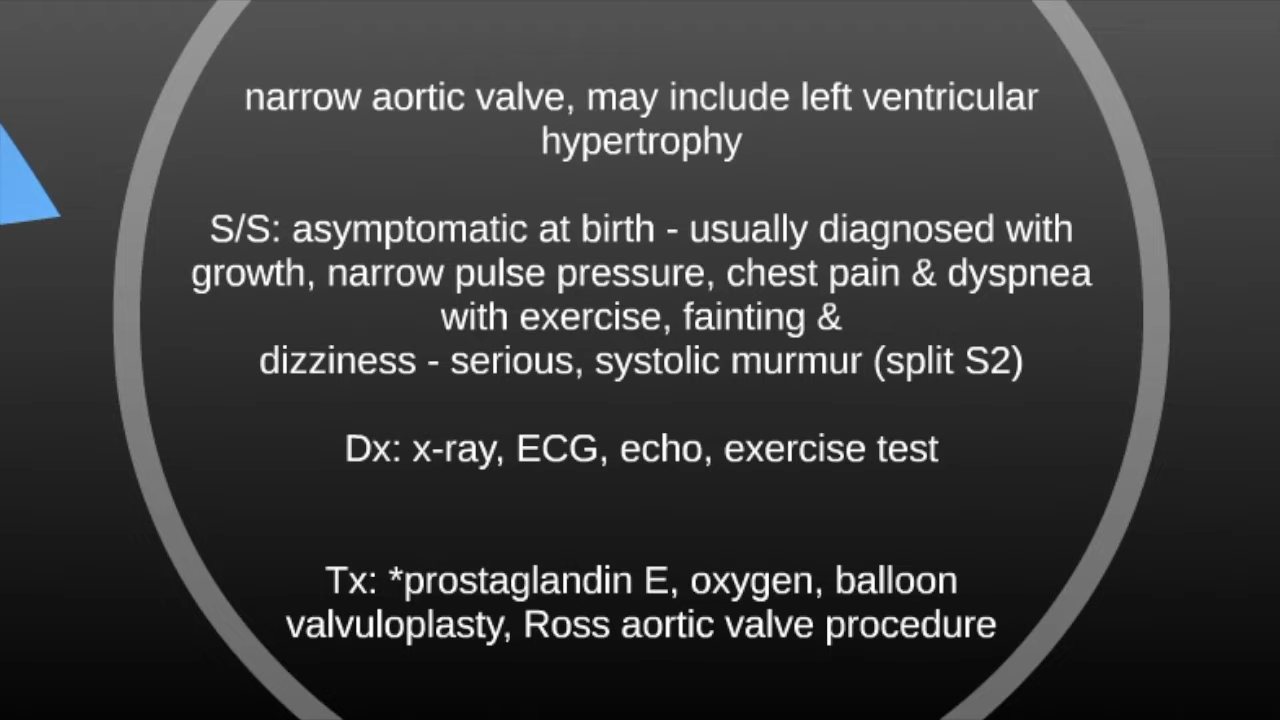 narrow aortic valve, may include left ventricular
hypertrophy
S/S: asymptomatic at birth - usually diagnosed with
growth, narrow pulse pressure, chest pain & dyspnea
with exercise, fainting &
dizziness - serious, systolic murmur (split S2)
Dx: x-ray, ECG, echo, exercise test
Tx: *prostaglandin E, oxygen, balloon
valvuloplasty, Ross aortic valve procedure